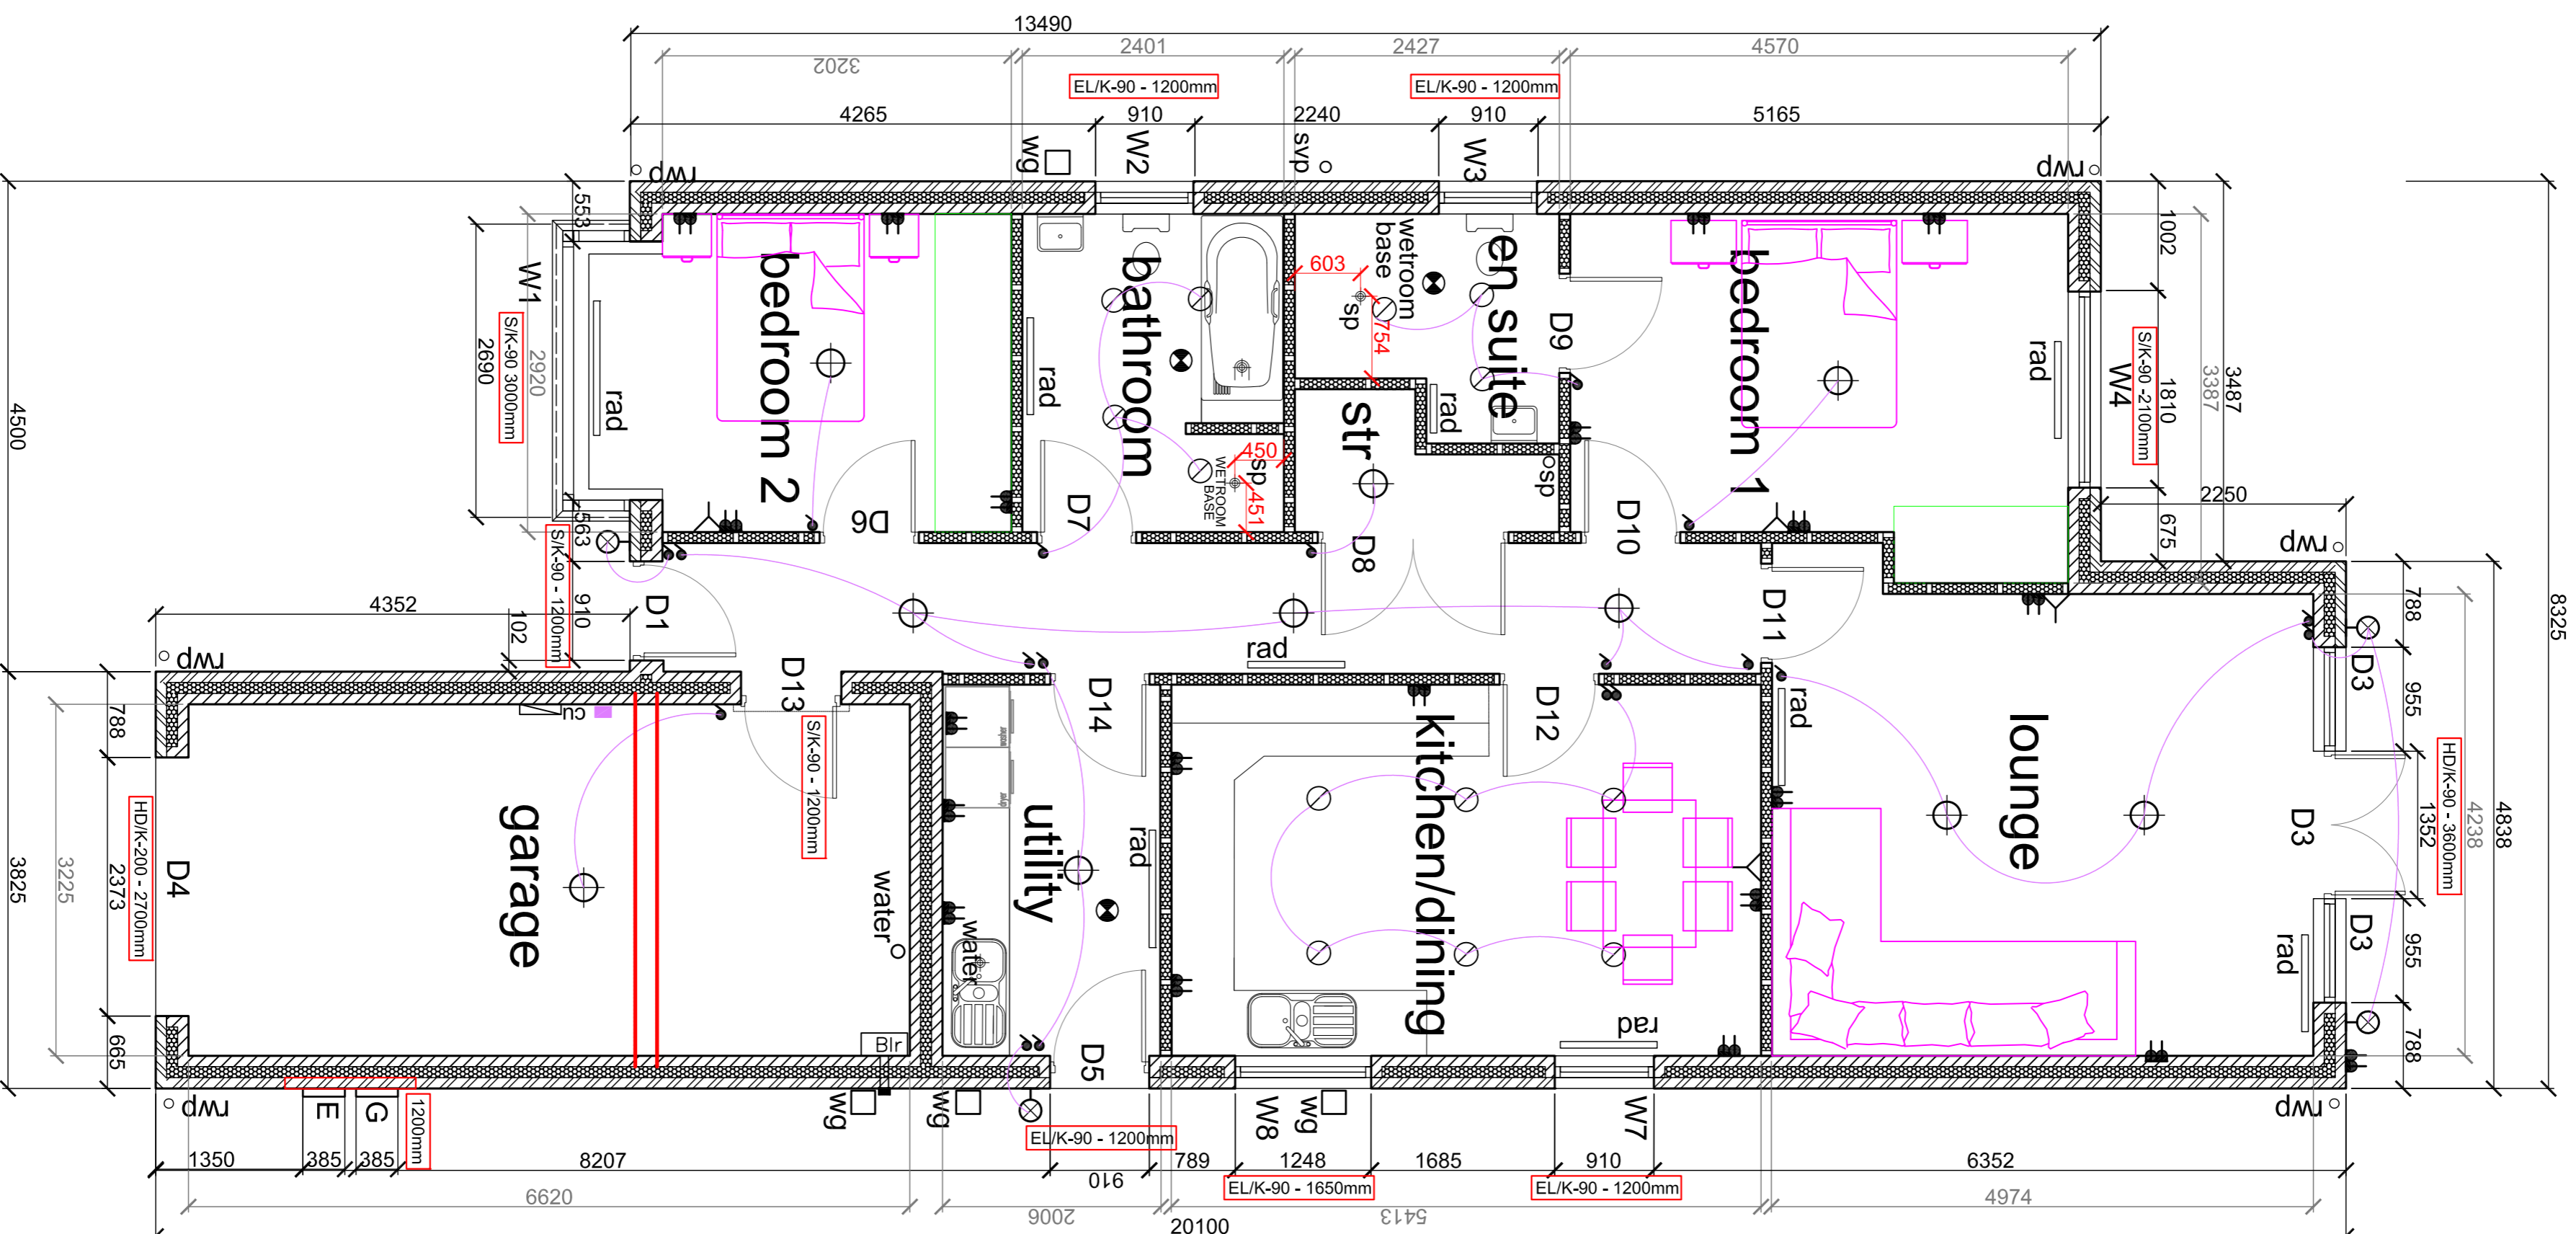 13490
3202
2401
2427
4570
EL/K-90 - 1200mm
EL/K-90 - 1200mm
4265
910
2240
910
5165
wg
W2
svp
W3
rwp
rwp
553
2690
2920
W1
S/K-90 3000mm
563
rad
bedroom 2
bathroom
rad
wetroom
base
603
sp
754
en suite
rad
str
450
sp
WETROOM
BASE
451
sp
D9
bedroom 1
rad
1002
1810
675
W4
S/K-90 -2100mm
3487
3387
2250
rwp
8325
4500
S/K-90 - 1200mm
910
102
4352
D1
D6
D7
D8
D10
D11
rad
rwp
788
D13
D14
D12
cu
S/K-90 - 1200mm
garage
D4
HD/K-200 - 2700mm
2373
3225
3825
665
water
water
Blr
utility
rad
D5
kitchen/dining
rad
rad
lounge
rad
D3
D3
D3
788
955
1352
955
788
HD/K-90 - 3600mm
4238
4838
rwp
E
G
1200mm
wg
wg
EL/K-90 - 1200mm
W8
wg
W7
rwp
1350
385
385
8207
910
789
1248
1685
910
6352
EL/K-90 - 1650mm
EL/K-90 - 1200mm
6620
2006
5413
4974
20100